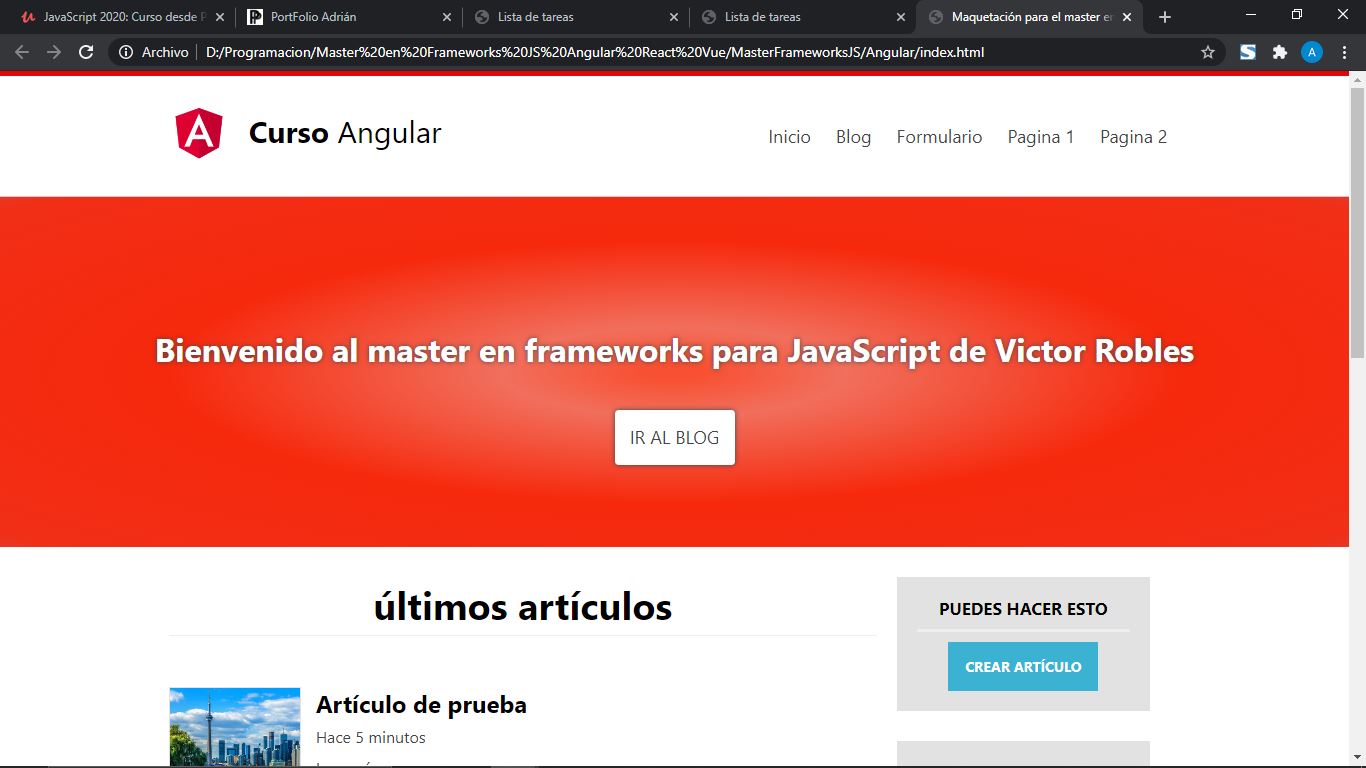 JavaScript 2020: Curso desde P
PortFolio Adrián
Lista de tareas
Lista de tareas
Maquetación para el master en
Archivo
D:/Programacion/Master%20en%20Frameworks%20JS%20Angular%20React%20Vue/MasterFrameworksJS/Angular/index.html
A
Curso Angular
Inicio
Blog
Formulario
Pagina 1
Pagina 2
Bienvenido al master en frameworks para JavaScript de Victor Robles
IR AL BLOG
últimos artículos
Artículo de prueba
Hace 5 minutos
PUEDES HACER ESTO
CREAR ARTÍCULO